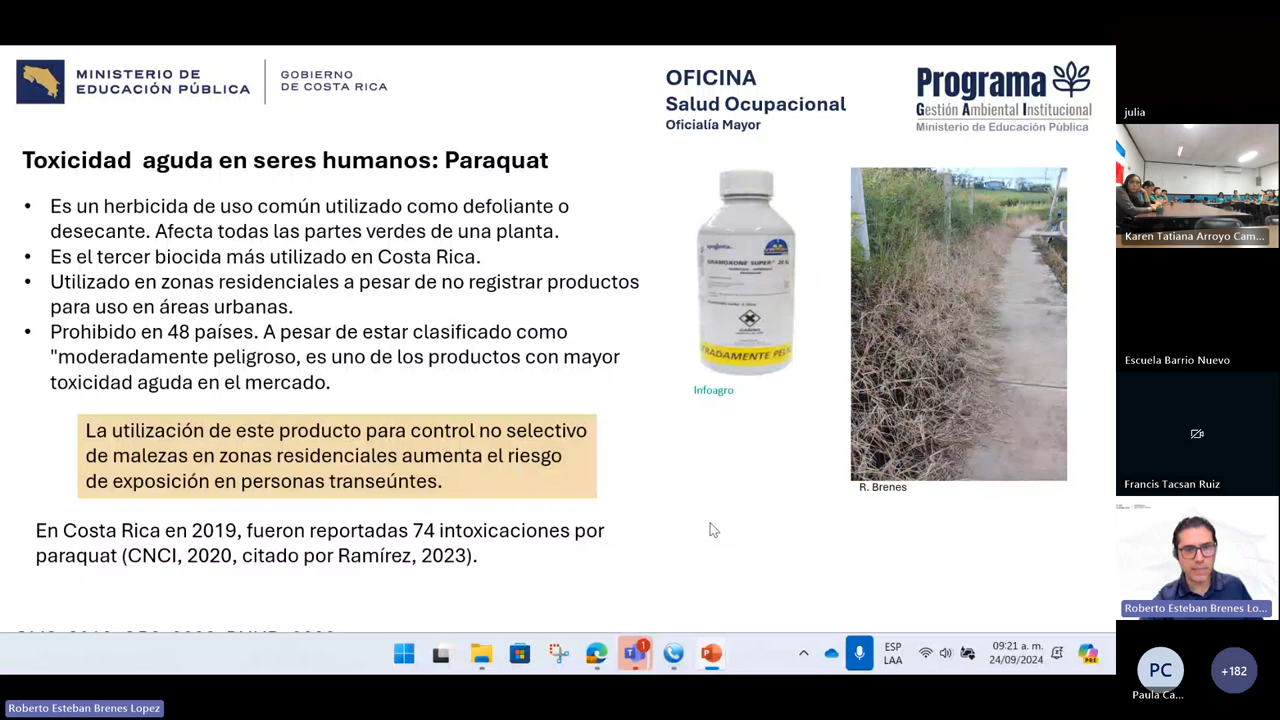 MINISTERIO DE
EDUCACIÓN PÚBLICA
GOBIERNO
DE COSTA RICA
OFICINA
Salud Ocupacional
Oficialía Mayor
Programa
Gestión Ambiental Institucional
Ministerio de Educación Pública
Toxicidad aguda en seres humanos: Paraquat
• Es un herbicida de uso común utilizado como defoliante o
desecante. Afecta todas las partes verdes de una planta.
• Es el tercer biocida más utilizado en Costa Rica.
• Utilizado en zonas residenciales a pesar de no registrar productos
para uso en áreas urbanas.
• Prohibido en 48 países. A pesar de estar clasificado como
"moderadamente peligroso, es uno de los productos con mayor
toxicidad aguda en el mercado.
La utilización de este producto para control no selectivo
de malezas en zonas residenciales aumenta el riesgo
de exposición en personas transeúntes.
En Costa Rica en 2019, fueron reportadas 74 intoxicaciones por
paraquat (CNCI, 2020, citado por Ramírez, 2023).
syngenta
GRAMOXONE SUPER
Infoagro
R. Brenes
julia
Karen Tatiana Arroyo Cam...
Escuela Barrio Nuevo
Francis Tacsan Ruiz
Roberto Esteban Brenes Lo...
PC
Paula Ca...
+182
1
ESP
LAA
09:21 a. m.
24/09/2024
PRE
Roberto Esteban Brenes Lopez